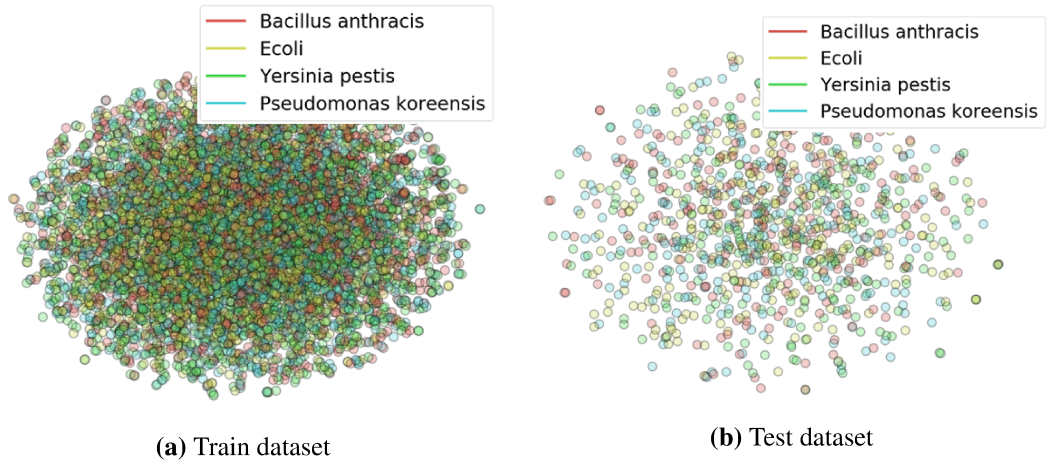 Bacillus anthracis
Ecoli
Yersinia pestis
Pseudomonas koreensis
(a) Train dataset
Bacillus anthracis
Ecoli
Yersinia pestis
Pseudomonas koreensis
(b) Test dataset